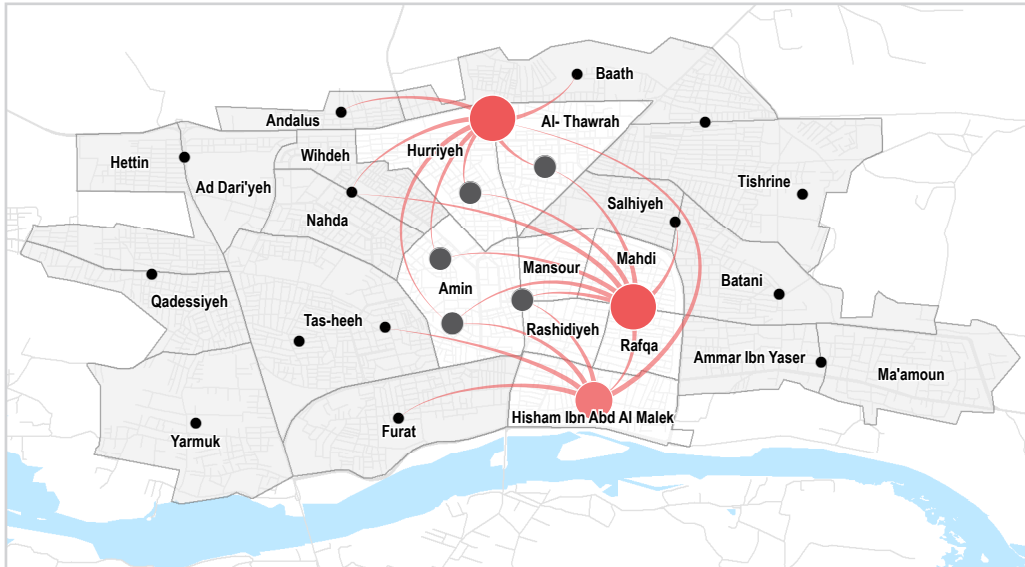 Baath
Andalus
Al- Thawrah
Hurriyeh
Wihdeh
Hettin
Ad Dari'yeh
Tishrine
Salhiyeh
Nahda
Mahdi
Mansour
Batani
Amin
Qadessiyeh
Tas-heeh
Rashidiyeh
Rafqa
Ammar Ibn Yaser
Ma'amoun
Hisham Ibn Abd Al Malek
Furat
Yarmuk